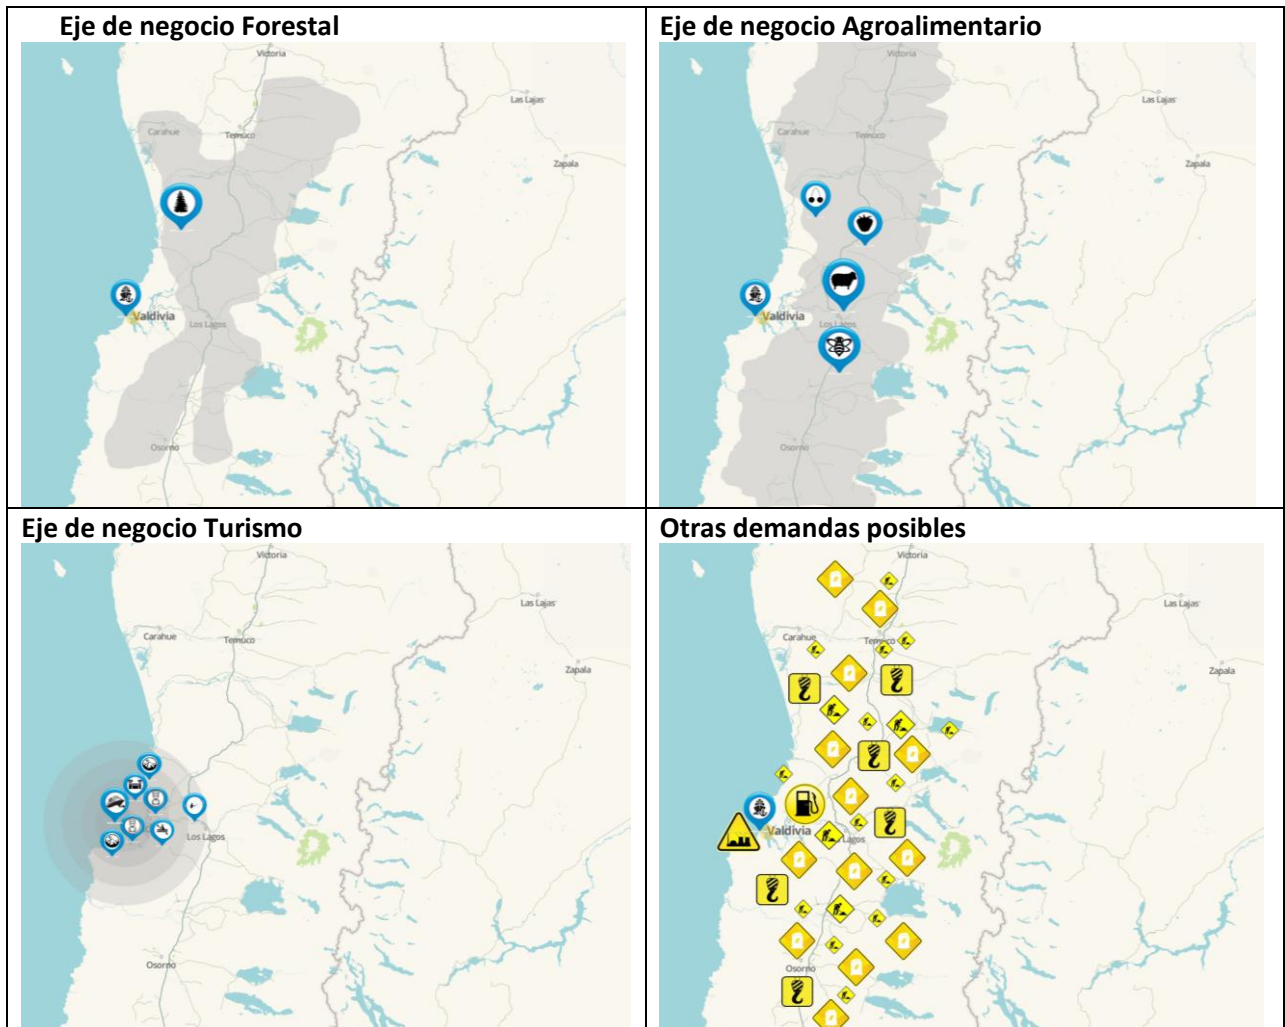 Eje de negocio Forestal
Victoria
Las Lajas
Carahue
Temuco
Zapala
Valdivia
Los Lagos
Osorno
Eje de negocio Agroalimentario
Victoria
Las Lajas
Carahue
Temuco
Zapala
Valdivia
Los Lagos
Osorno
Eje de negocio Turismo
Victoria
Las Lajas
Carahue
Temuco
Zapala
Los Lagos
Osorno
Otras demandas posibles
Victoria
Las Lajas
Carahue
Temuco
Zapala
Valdivia
Lagos
Osorno